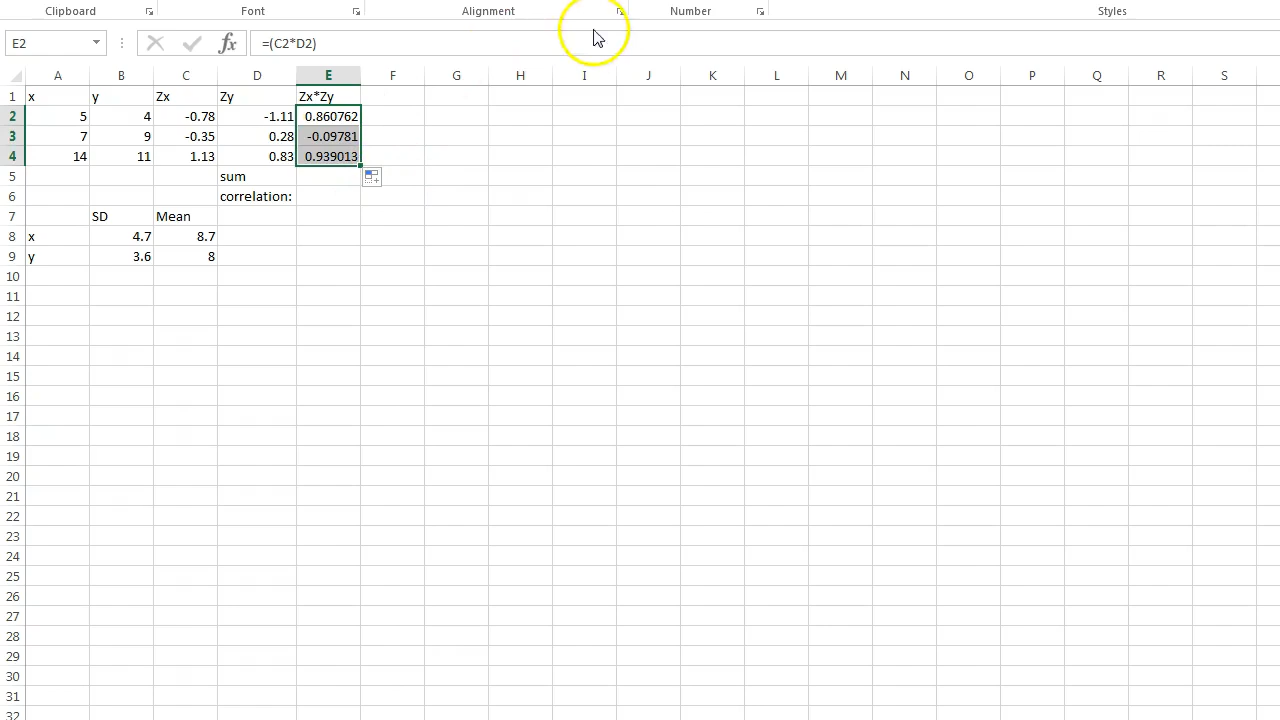 Clipboard Font Alignment Number Styles
E2 fx =(C2*D2)
A B C D E F G H I J K L M N O P Q R S
1 x y Zx Zy Zx*Zy
2 5 4 -0.78 -1.11 0.860762
3 7 9 -0.35 0.28 -0.09781
4 14 11 1.13 0.83 0.939013
5 sum
6 correlation:
7 SD Mean
8 x 4.7 8.7
9 y 3.6 8
10
11
12
13
14
15
16
17
18
19
20
21
22
23
24
25
26
27
28
29
30
31
32